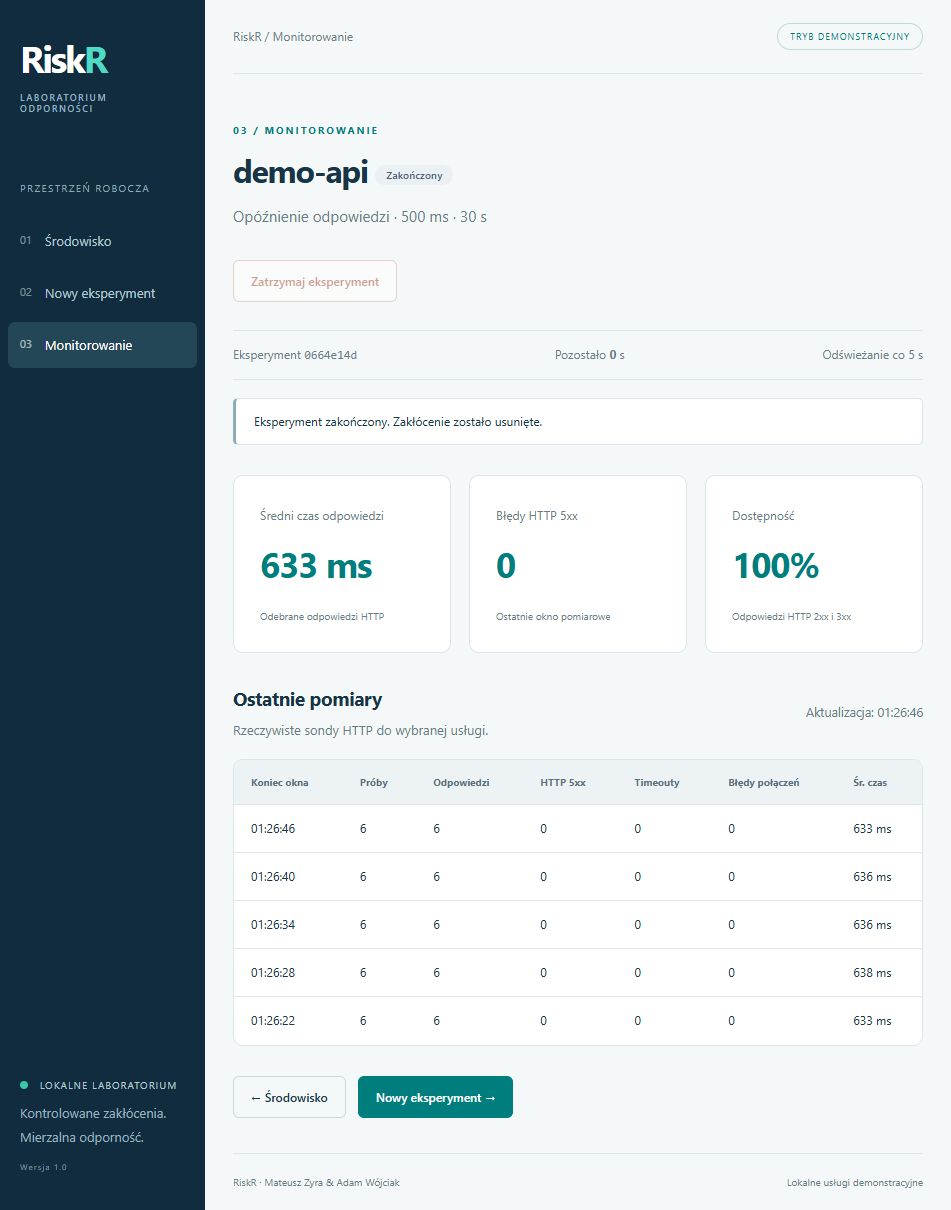 RiskR
LABORATORIUM
ODPORNOŚCI
PRZESTRZEŃ ROBOCZA
01 Środowisko
02 Nowy eksperyment
03 Monitorowanie
LOKALNE LABORATORIUM
Kontrolowane zakłócenia.
Mierzalna odporność.
Wersja 1.0
RiskR / Monitorowanie
TRYB DEMONSTRACYJNY
03 / MONITOROWANIE
demo-api Zakończony
Opóźnienie odpowiedzi · 500 ms · 30 s
Zatrzymaj eksperyment
Eksperyment 0664e14d Pozostało 0 s Odświeżanie co 5 s
Eksperyment zakończony. Zakłócenie zostało usunięte.
Średni czas odpowiedzi
633 ms
Odebrane odpowiedzi HTTP
Błędy HTTP 5xx
0
Ostatnie okno pomiarowe
Dostępność
100%
Odpowiedzi HTTP 2xx i 3xx
Ostatnie pomiary
Rzeczywiste sondy HTTP do wybranej usługi.
Aktualizacja: 01:26:46
Koniec okna Próby Odpowiedzi HTTP 5xx Timeouty Błędy połączeń Śr. czas
01:26:46 6 6 0 0 0 633 ms
01:26:40 6 6 0 0 0 636 ms
01:26:34 6 6 0 0 0 636 ms
01:26:28 6 6 0 0 0 638 ms
01:26:22 6 6 0 0 0 633 ms
← Środowisko
Nowy eksperyment →
RiskR · Mateusz Zyra & Adam Wójciak
Lokalne usługi demonstracyjne